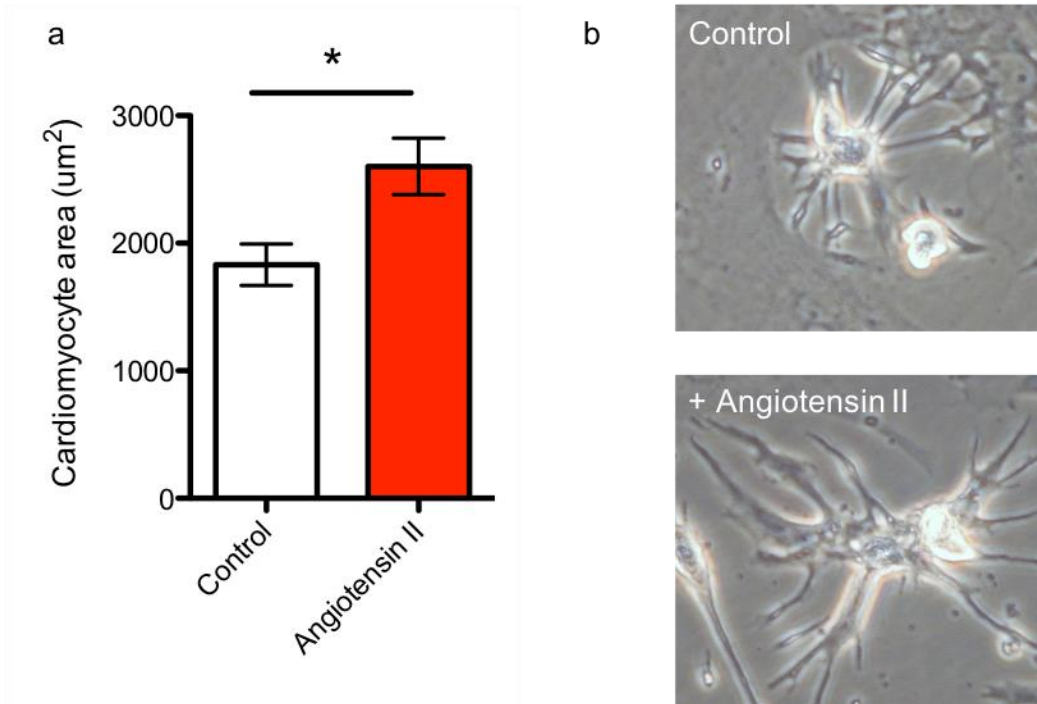 a
*
3000
2000
1000
0
Cardiomyocyte area (um²)
Control
Angiotensin II
b
Control
+ Angiotensin II